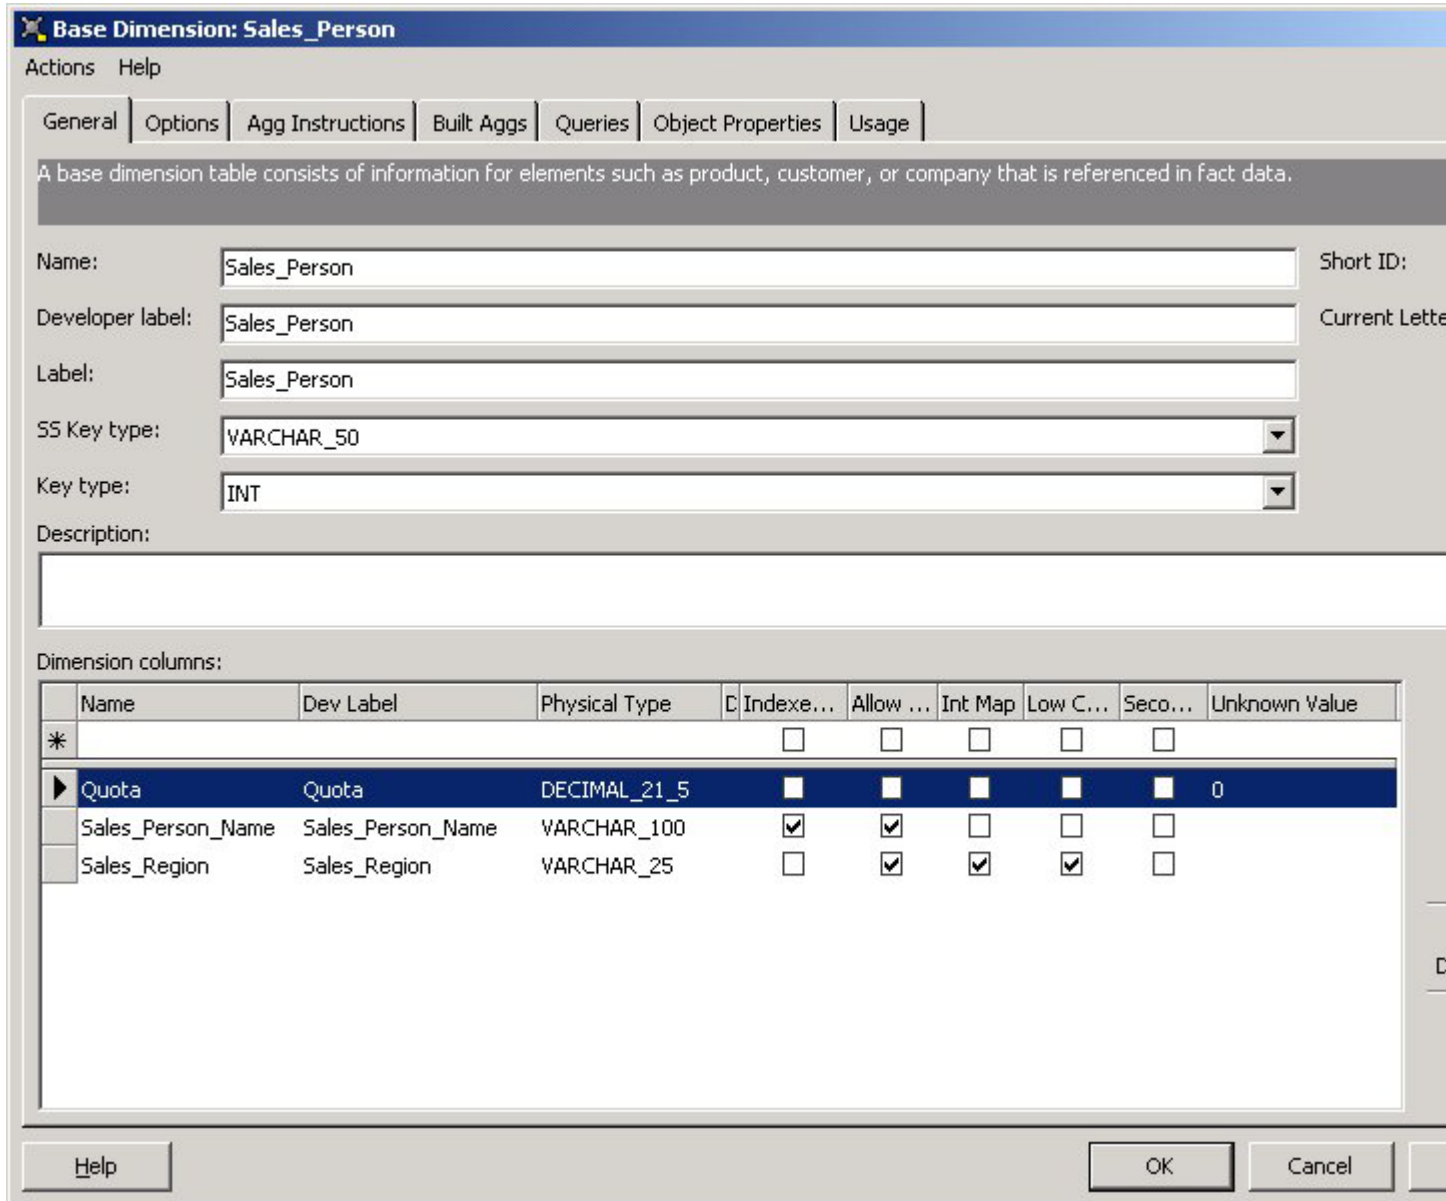 Base Dimension: Sales_Person
Actions Help
General Options Agg Instructions Built Aggs Queries Object Properties Usage
A base dimension table consists of information for elements such as product, customer, or company that is referenced in fact data.
Name: Sales_Person Short ID:
Developer label: Sales_Person Current Lette
Label: Sales_Person
SS Key type: VARCHAR_50
Key type: INT
Description:
Dimension columns:
Name Dev Label Physical Type D Indexe... Allow ... Int Map Low C... Seco... Unknown Value
Quota Quota DECIMAL_21_5 0
Sales_Person_Name Sales_Person_Name VARCHAR_100
Sales_Region Sales_Region VARCHAR_25
D
Help OK Cancel